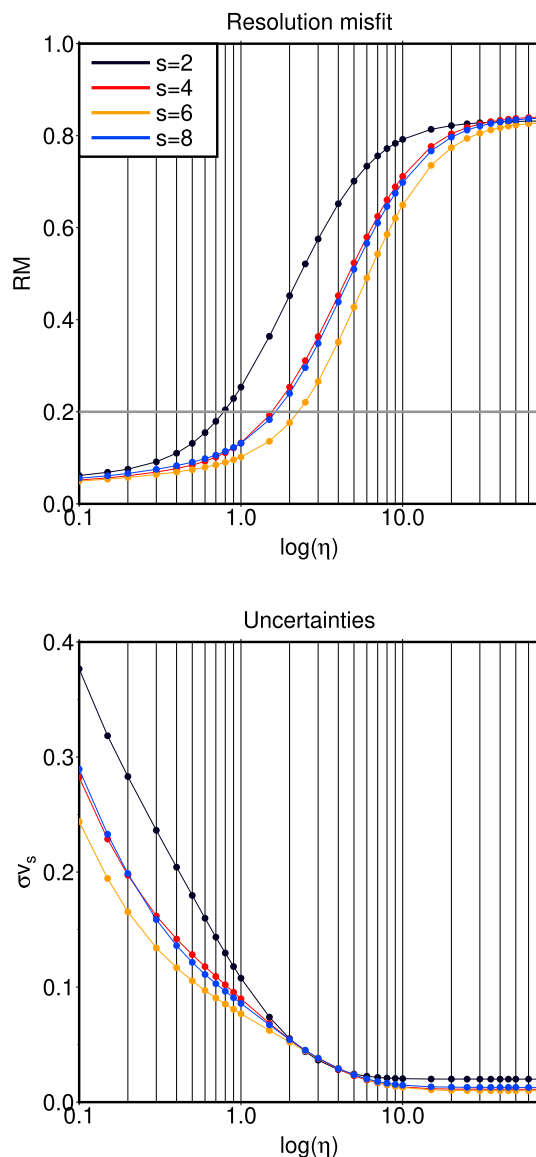 Resolution misfit
1.0
s=2
s=4
s=6
s=8
0.8
0.6
RM
0.4
0.2
0.0
0.1 1.0 10.0
log(η)
Uncertainties
0.4
0.3
σvₛ
0.2
0.1
0.0
0.1 1.0 10.0
log(η)